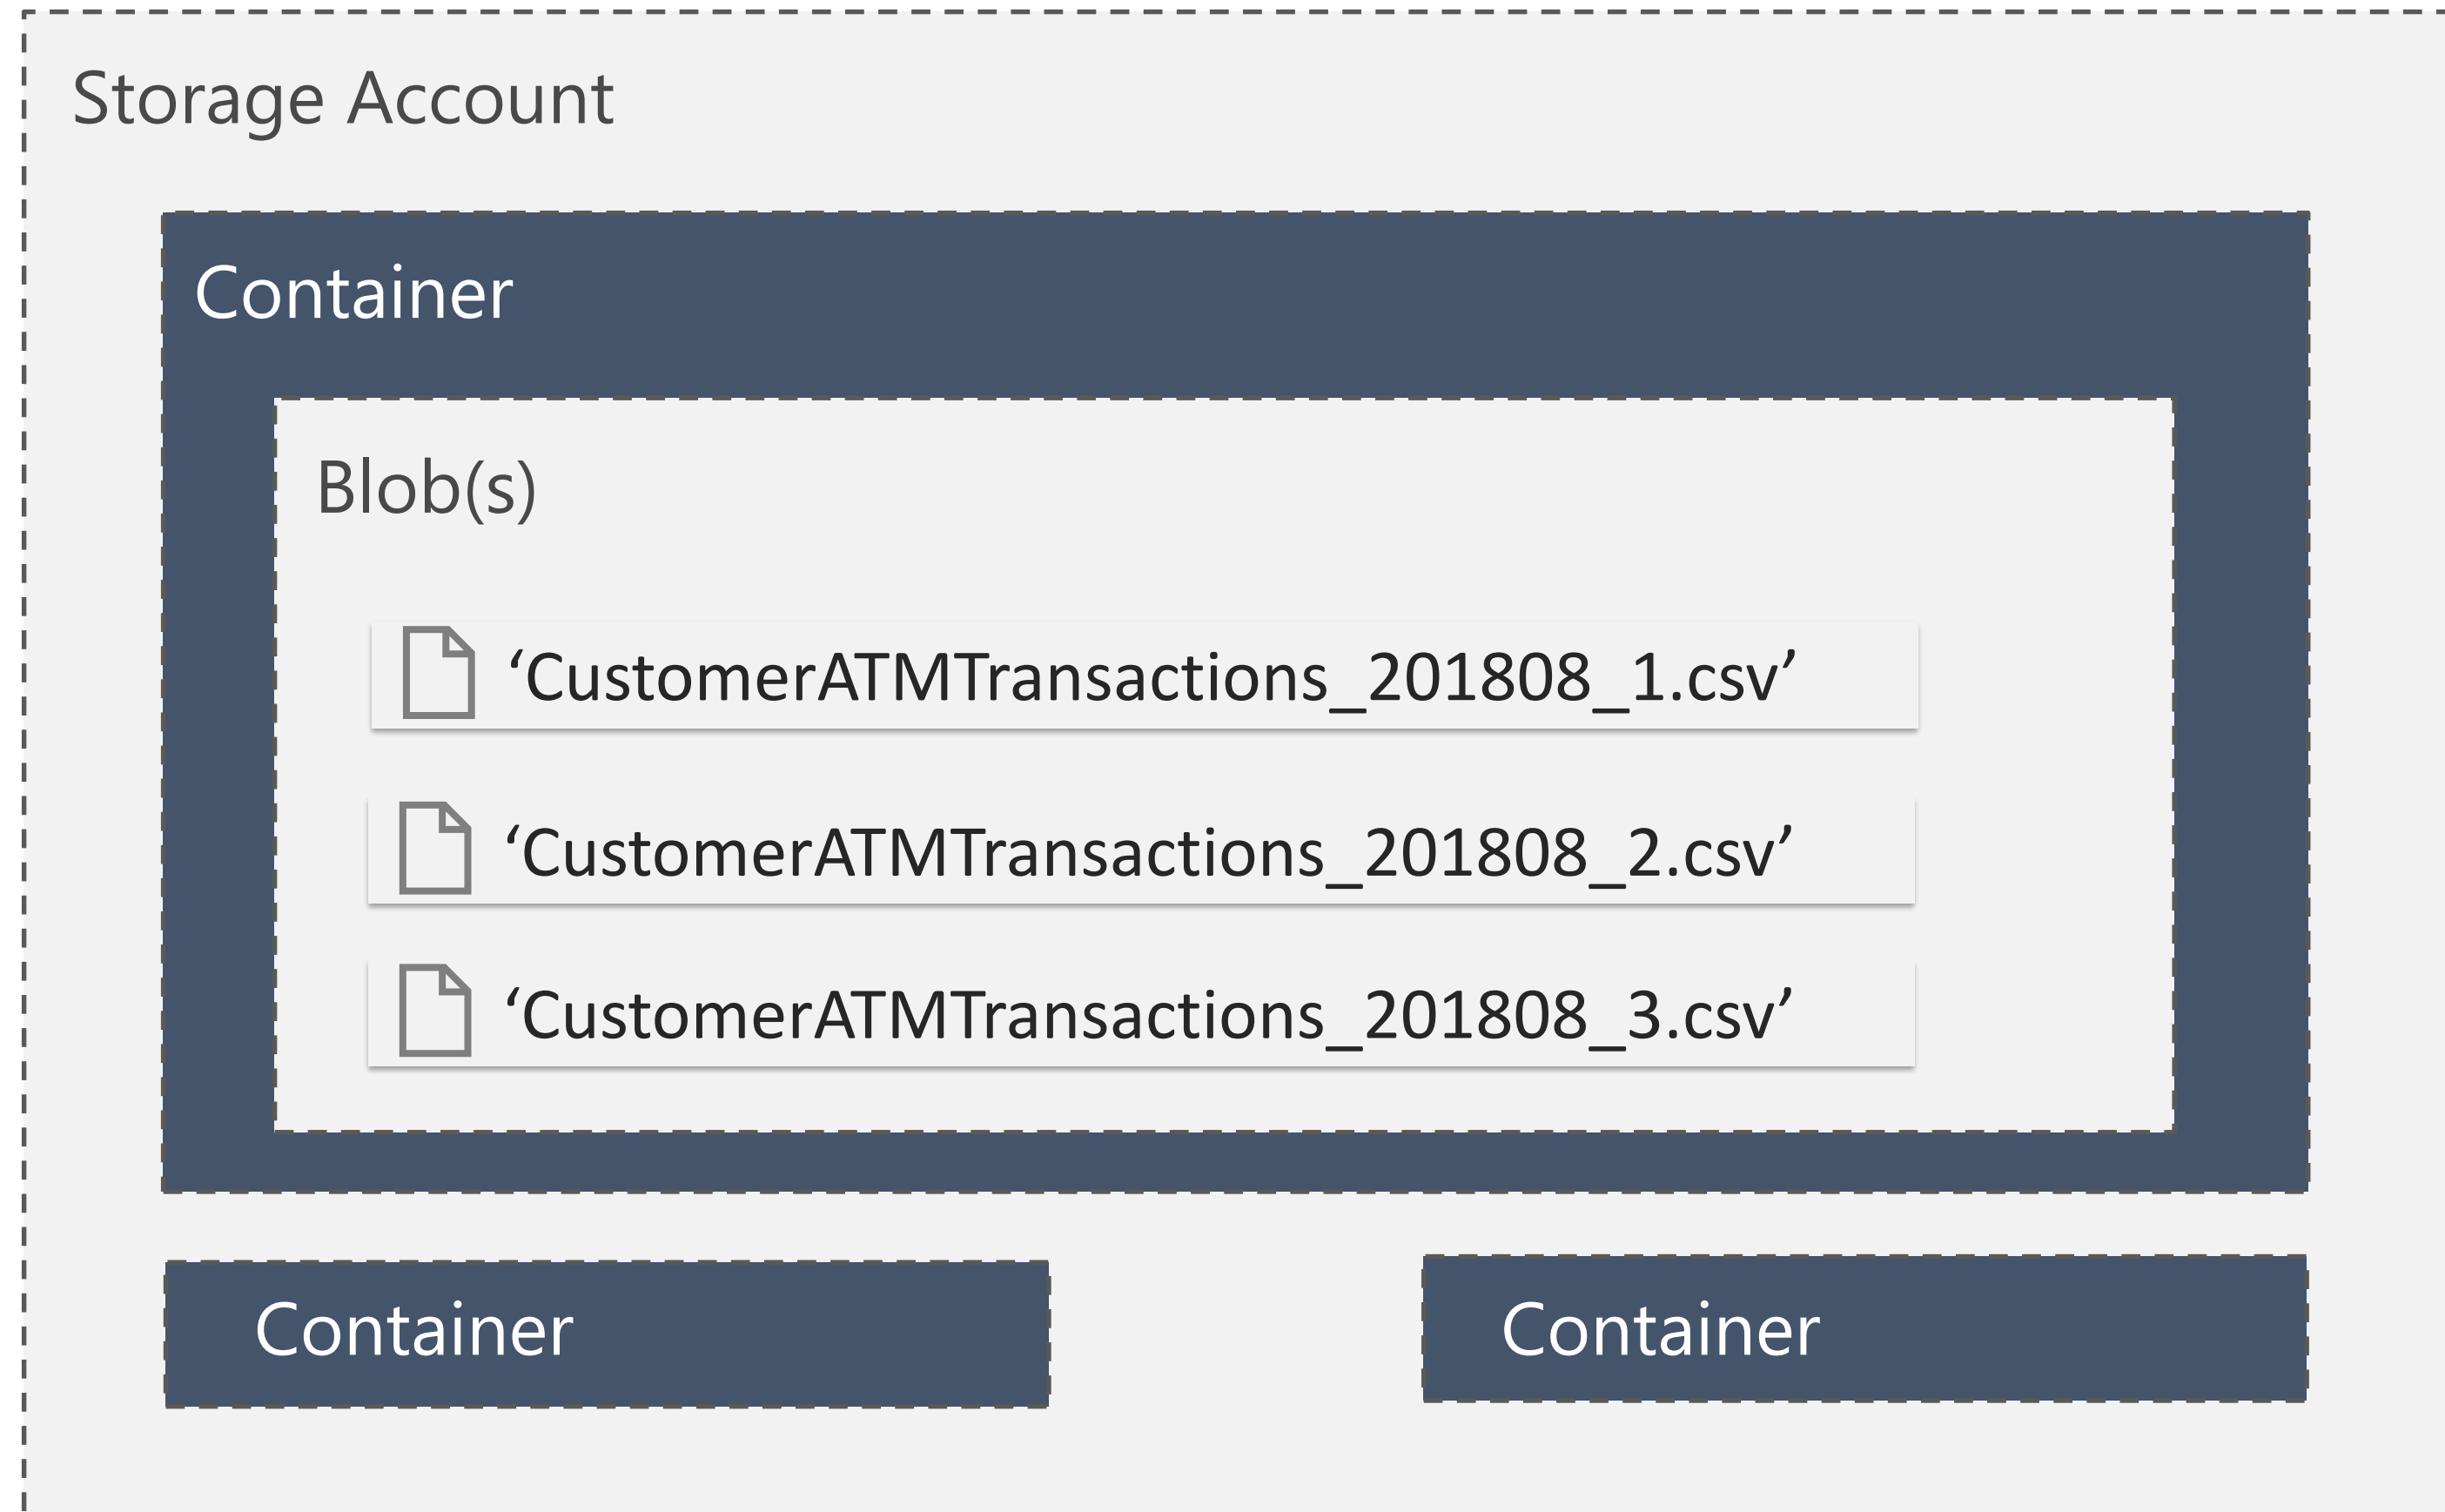 Storage Account
Container
Blob(s)
‘CustomerATMTransactions_201808_1.csv’
‘CustomerATMTransactions_201808_2.csv’
‘CustomerATMTransactions_201808_3.csv’
Container
Container